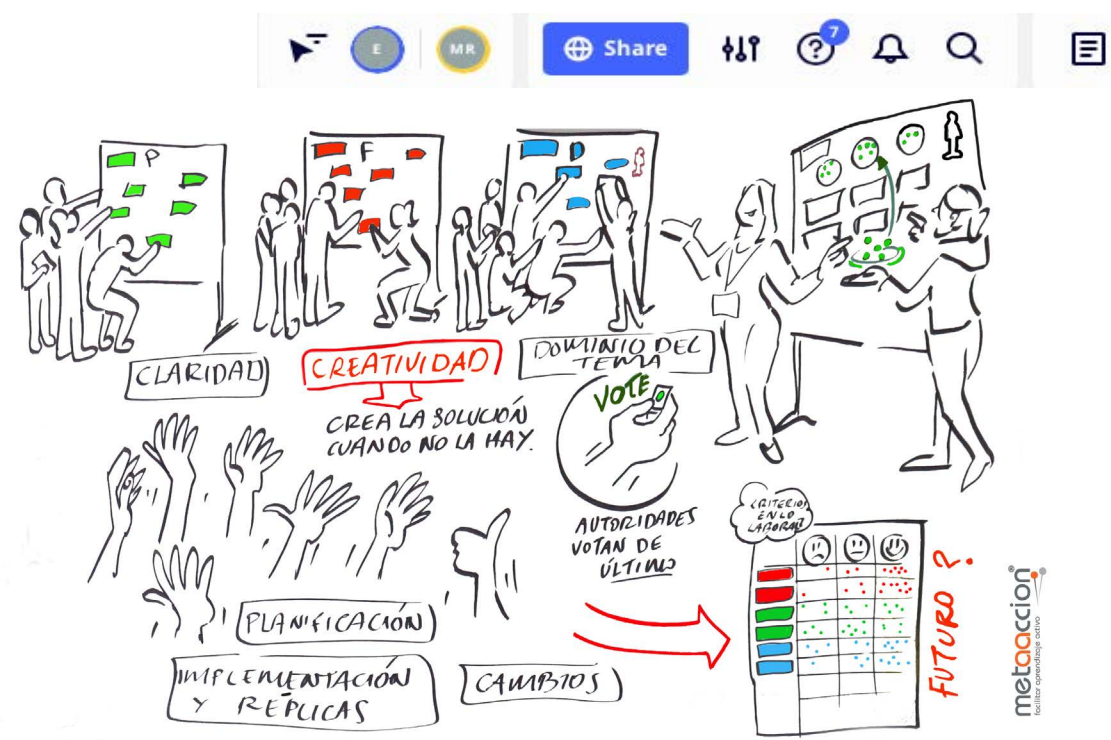 E
MR
Share
7
P
F
D
CLARIDAD
CREATIVIDAD
DOMINIO DEL
TEMA
CREA LA SOLUCIÓN
CUANDO NO LA HAY.
VOTE
AUTORIDADES
VOTAN DE
ÚLTIMO
CRITERIOS
EN LO
LABORAL?
PLANIFICACIÓN
IMPLEMENTACIÓN
Y RÉPLICAS
CAMBIOS
FUTURO?
metaaccion®
facilitar aprendizaje activo